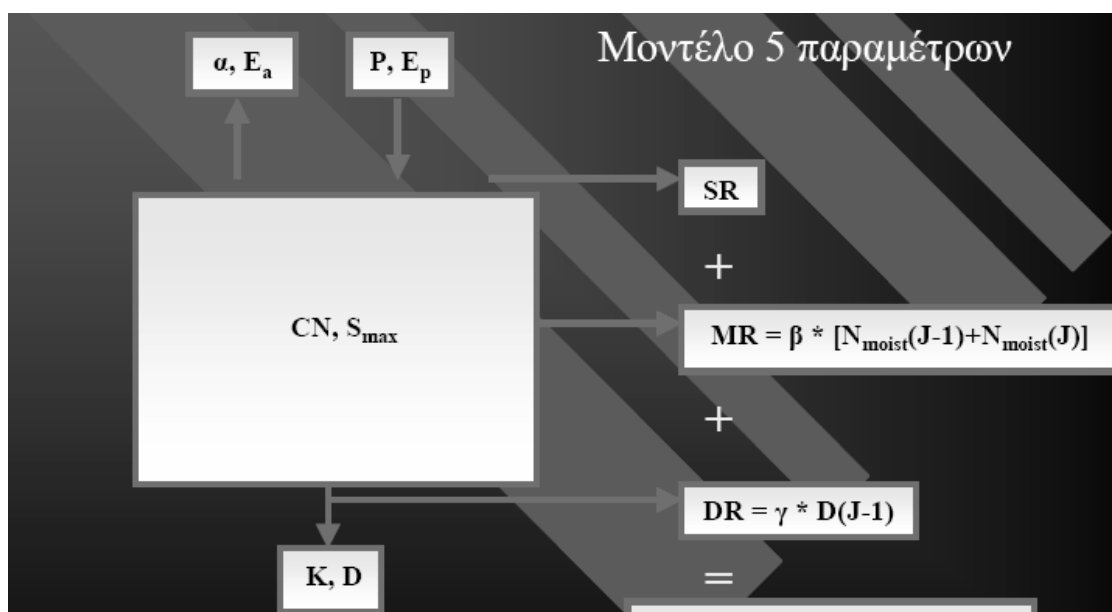 Μοντέλο 5 παραμέτρων
α, Eₐ
P, Eₚ
SR
+
CN, Smax
MR = β * [Nmoist(J-1)+Nmoist(J)]
+
DR = γ * D(J-1)
K, D
=